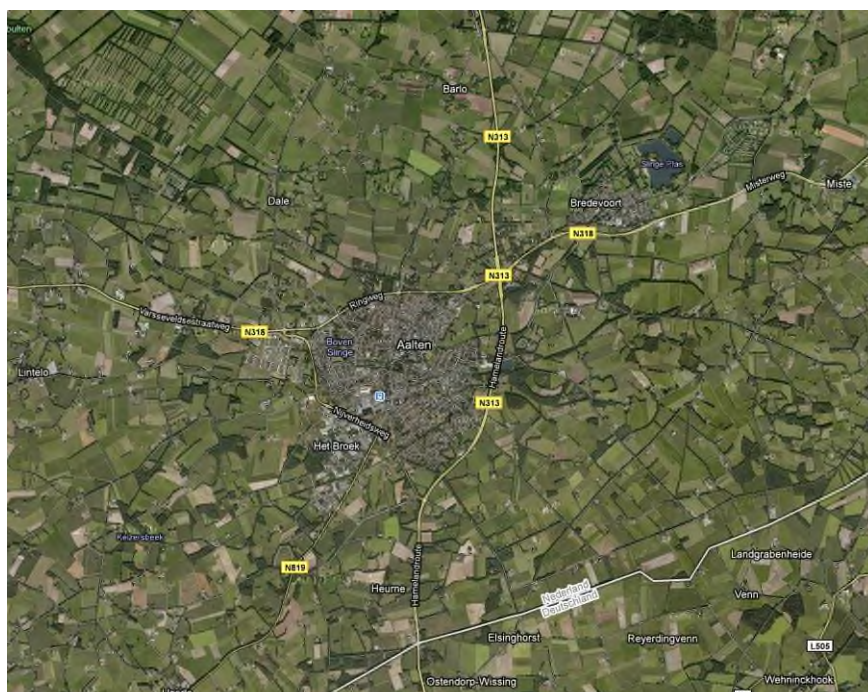 Barlo
N313
Slinge Plas
Misterweg
Miste
Dale
Bredevoort
N318
N313
Ringweg
Varsseveldsestraatweg
N318
Boven
Slinge
Aalten
Hamelandroute
Lintelo
N313
Nijverheidsweg
Het Broek
Keizersbeek
Landgrabenheide
N819
Heurne
Hamelandroute
Nederland
Deutschland
Venn
Elsinghorst
Reyerdingvenn
L505
Ostendorp-Wissing
Wehninckhook